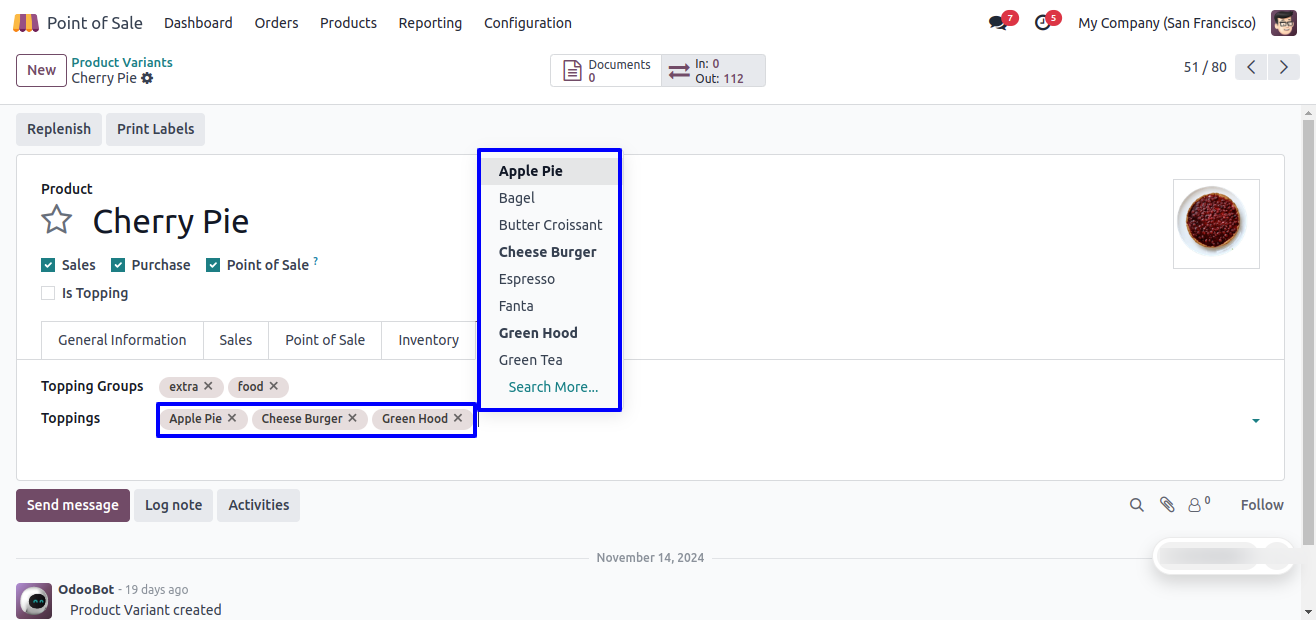 Point of Sale Dashboard Orders Products Reporting Configuration 7 5 My Company (San Francisco)
New Product Variants
Cherry Pie
Documents
0
In: 0
Out: 112
51 / 80
Replenish Print Labels
Product
Cherry Pie
Sales Purchase Point of Sale ?
Is Topping
General Information Sales Point of Sale Inventory
Apple Pie
Bagel
Butter Croissant
Cheese Burger
Espresso
Fanta
Green Hood
Green Tea
Search More...
Topping Groups extra × food ×
Toppings Apple Pie × Cheese Burger × Green Hood ×
Send message Log note Activities 0 Follow
November 14, 2024
OdooBot - 19 days ago
Product Variant created